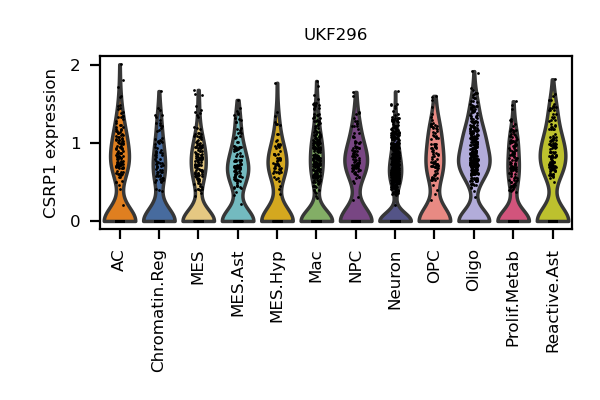 UKF296
CSRP1 expression
2
1
0
AC
Chromatin.Reg
MES
MES.Ast
MES.Hyp
Mac
NPC
Neuron
OPC
Oligo
Prolif.Metab
Reactive.Ast